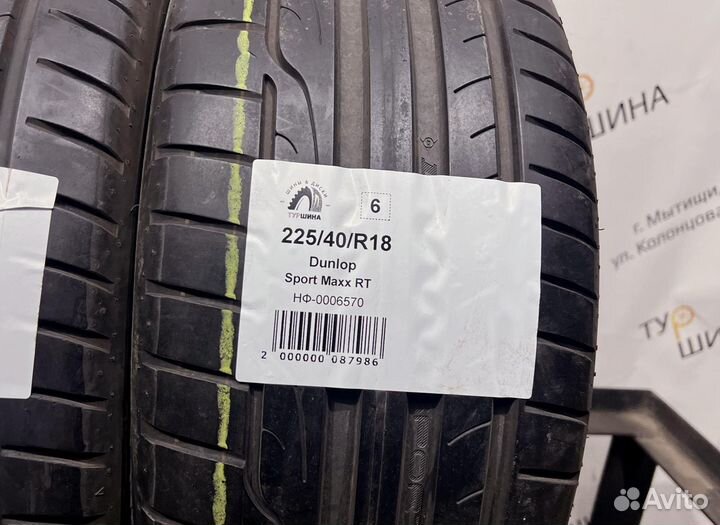 ШИНЫ & ДИСКИ
ТУРШИНА
6
225/40/R18
Dunlop
Sport Maxx RT
НФ-0006570
2 000000 087986
ШИНА
г. Мытищи
ул. Колонцова
ТУР
ШИНА
Avito